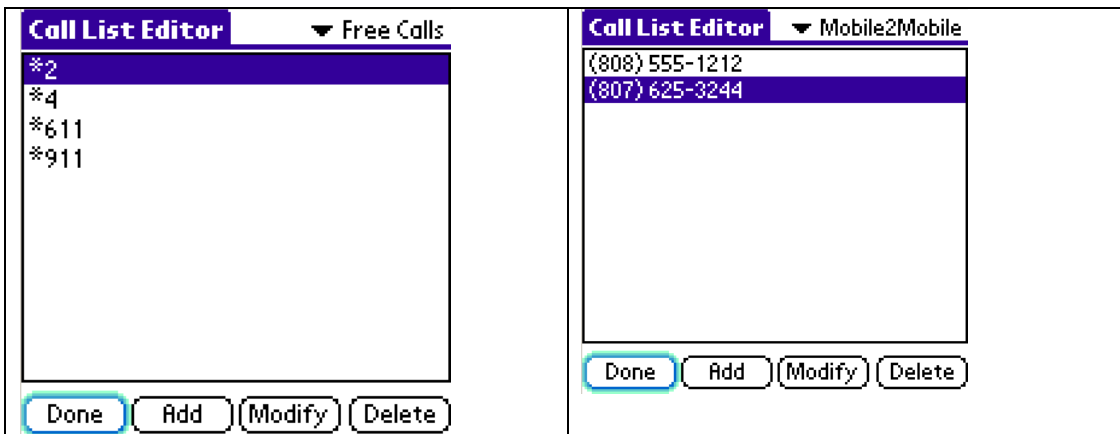 Call List Editor ▼ Free Calls
*2
*4
*611
*911
Done Add Modify Delete
Call List Editor ▼ Mobile2Mobile
(808) 555-1212
(807) 625-3244
Done Add Modify Delete